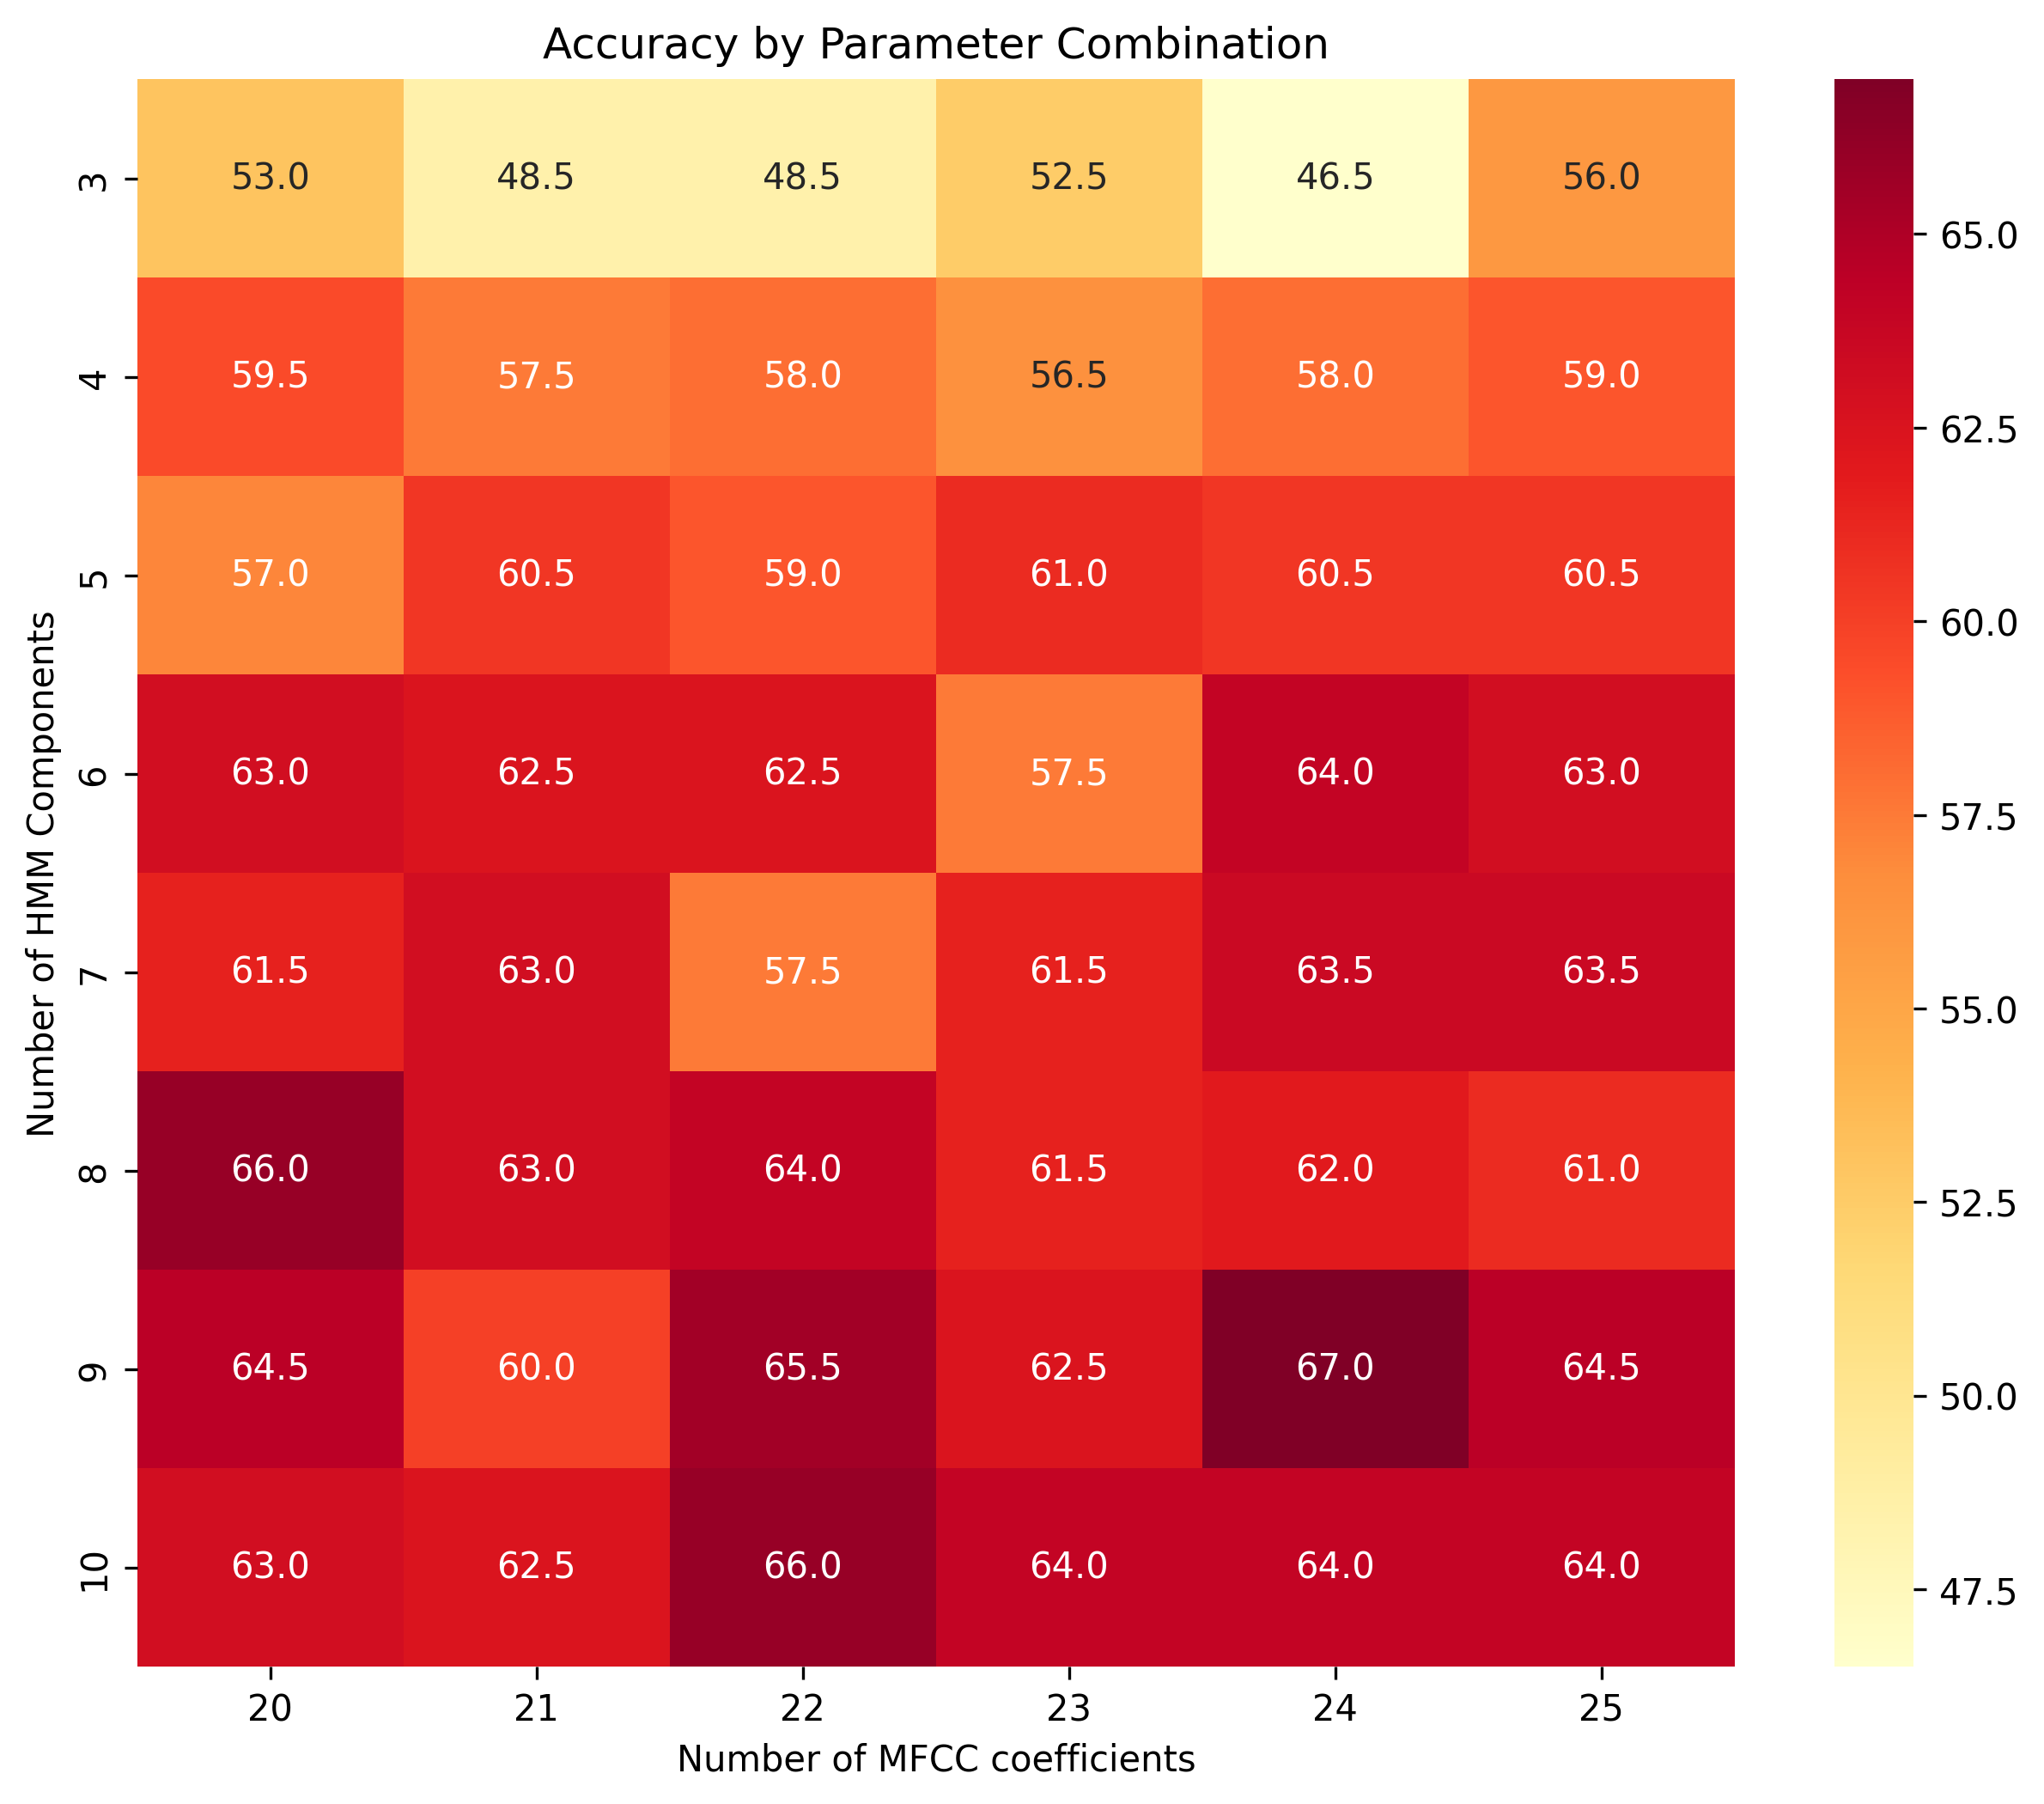 Accuracy by Parameter Combination
3 53.0 48.5 48.5 52.5 46.5 56.0
4 59.5 57.5 58.0 56.5 58.0 59.0
5 57.0 60.5 59.0 61.0 60.5 60.5
6 63.0 62.5 62.5 57.5 64.0 63.0
7 61.5 63.0 57.5 61.5 63.5 63.5
8 66.0 63.0 64.0 61.5 62.0 61.0
9 64.5 60.0 65.5 62.5 67.0 64.5
10 63.0 62.5 66.0 64.0 64.0 64.0
20 21 22 23 24 25
Number of MFCC coefficients
Number of HMM Components
65.0
62.5
60.0
57.5
55.0
52.5
50.0
47.5